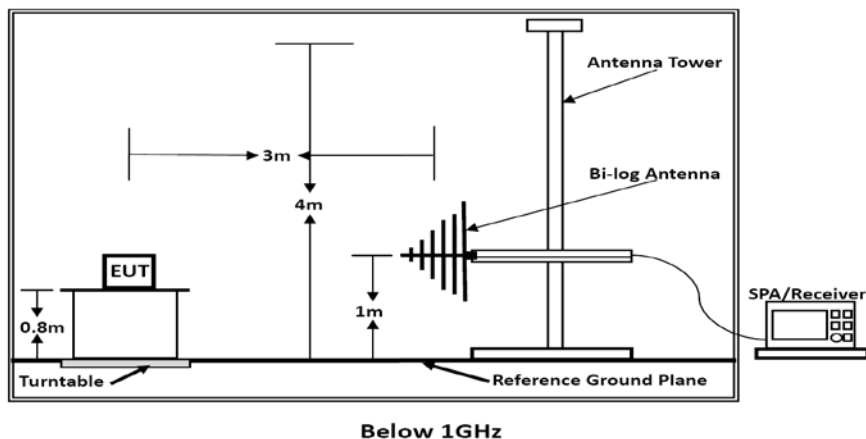 Antenna Tower
3m
Bi-log Antenna
4m
EUT
SPA/Receiver
0.8m
1m
Turntable
Reference Ground Plane
Below 1GHz